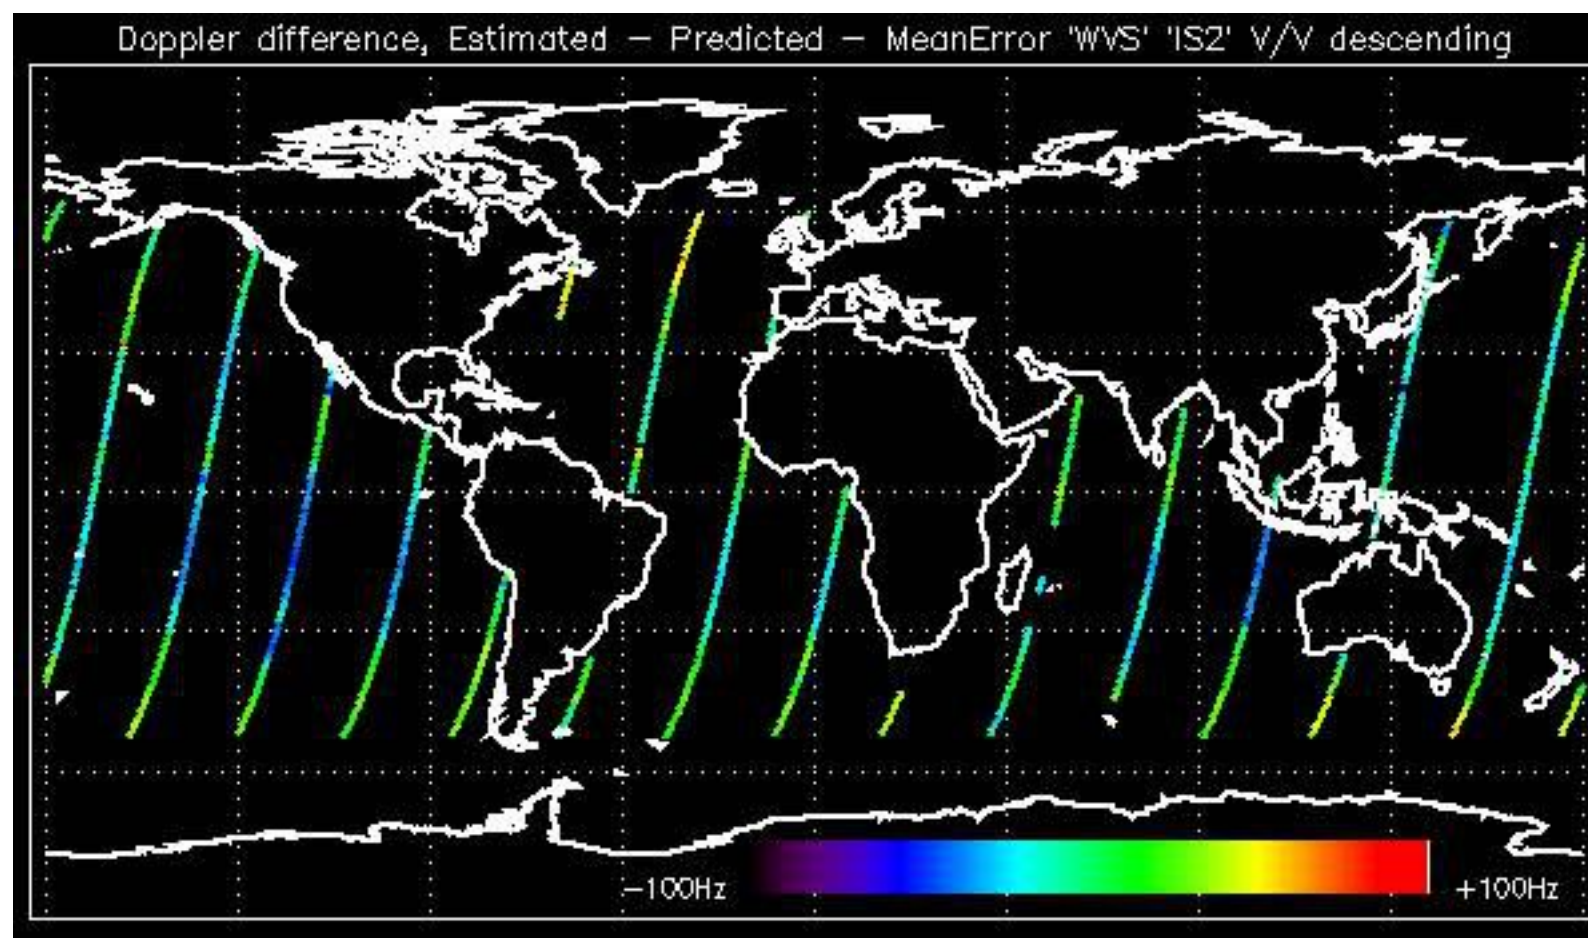 Doppler difference, Estimated – Predicted – MeanError 'WVS' 'IS2' V/V descending
−100Hz
+100Hz